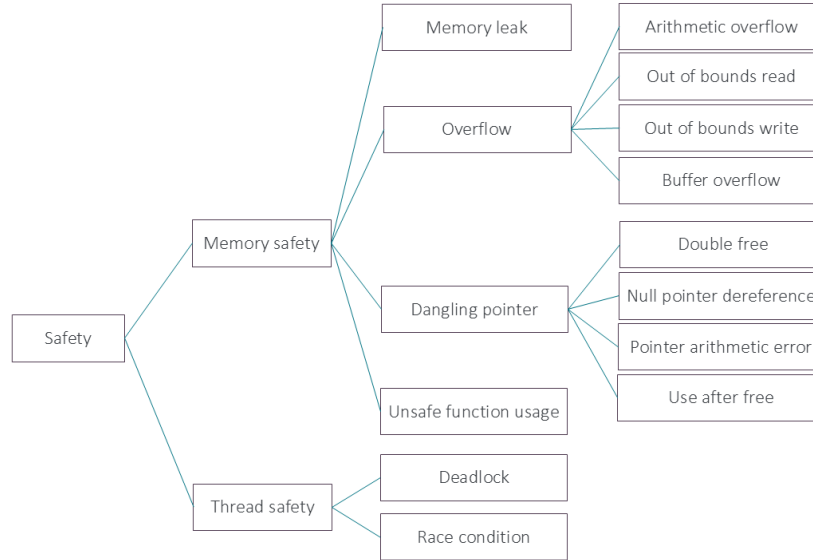 Memory leak
Arithmetic overflow
Out of bounds read
Overflow
Out of bounds write
Buffer overflow
Memory safety
Double free
Null pointer dereference
Dangling pointer
Safety
Pointer arithmetic error
Use after free
Unsafe function usage
Deadlock
Thread safety
Race condition